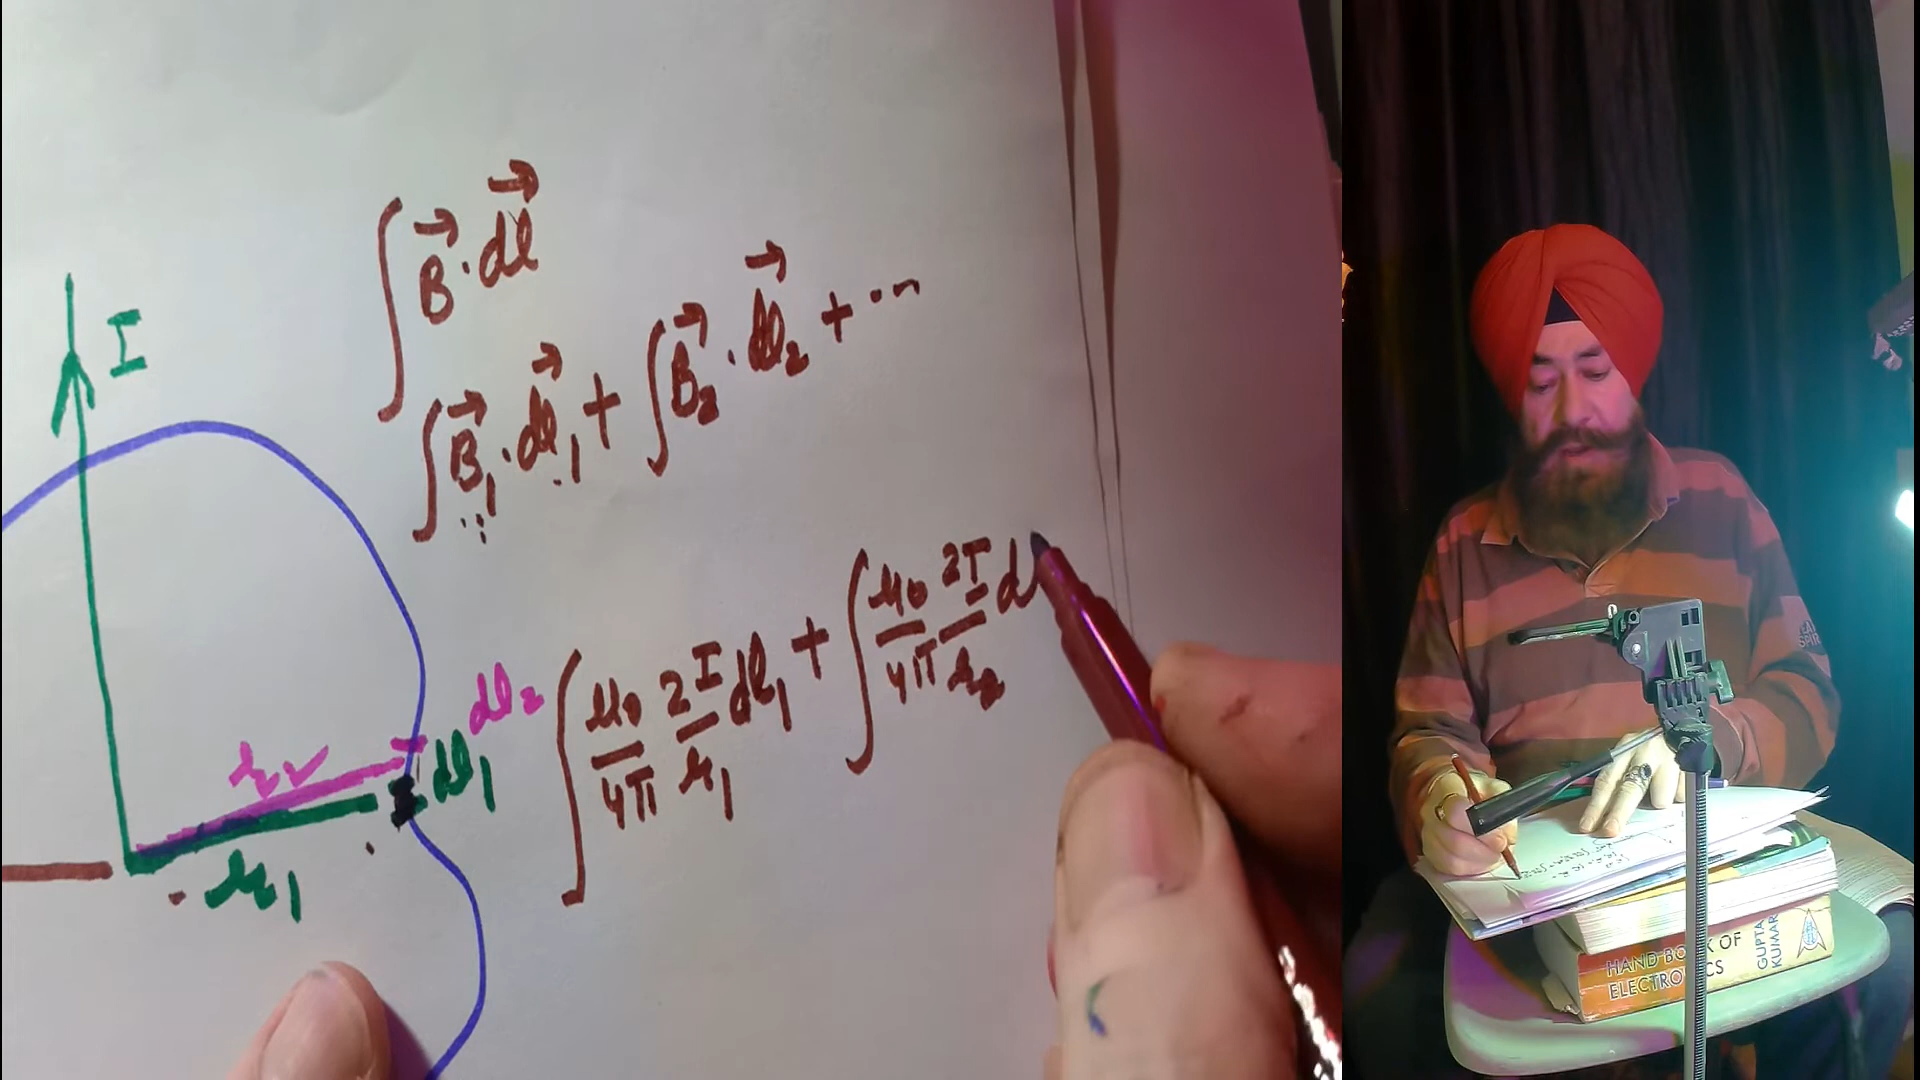 ∫ B⃗ · dl⃗
I
∫ B⃗₁ · dl⃗₁ + ∫ B⃗₂ · dl⃗₂ + ...
∫ μ₀/4π 2I/r₁ dl₁ + ∫ μ₀/4π 2I/r₂ dl
dl₂
r₂
dl₁
r₁
HAND BOOK OF
ELECTRONICS
GUPTA
KUMAR